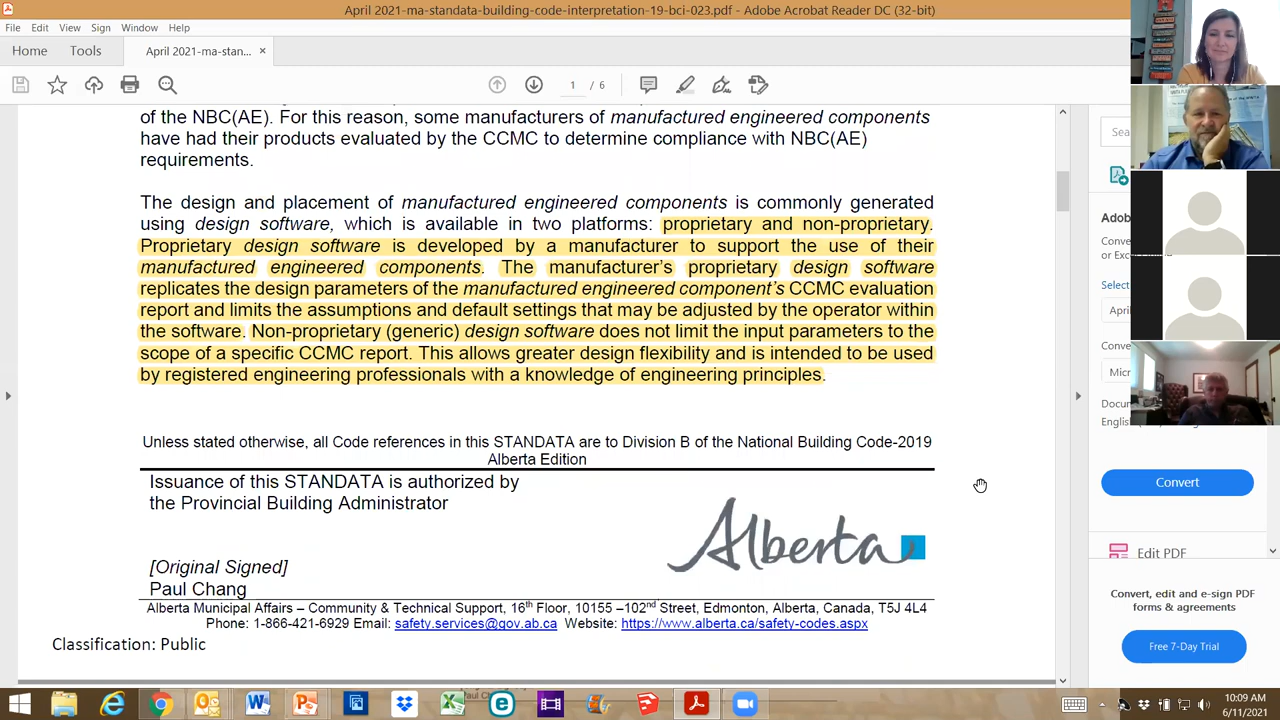 April 2021-ma-standata-building-code-interpretation-19-bci-023.pdf - Adobe Acrobat Reader DC (32-bit)
File Edit View Sign Window Help
Home Tools April 2021-ma-stan... ×
1 / 6
of the NBC(AE). For this reason, some manufacturers of manufactured engineered components
have had their products evaluated by the CCMC to determine compliance with NBC(AE)
requirements.
The design and placement of manufactured engineered components is commonly generated
using design software, which is available in two platforms: proprietary and non-proprietary.
Proprietary design software is developed by a manufacturer to support the use of their
manufactured engineered components. The manufacturer's proprietary design software
replicates the design parameters of the manufactured engineered component's CCMC evaluation
report and limits the assumptions and default settings that may be adjusted by the operator within
the software. Non-proprietary (generic) design software does not limit the input parameters to the
scope of a specific CCMC report. This allows greater design flexibility and is intended to be used
by registered engineering professionals with a knowledge of engineering principles.
Unless stated otherwise, all Code references in this STANDATA are to Division B of the National Building Code-2019
Alberta Edition
Issuance of this STANDATA is authorized by
the Provincial Building Administrator
Alberta
[Original Signed]
Paul Chang
Alberta Municipal Affairs – Community & Technical Support, 16th Floor, 10155 –102nd Street, Edmonton, Alberta, Canada, T5J 4L4
Phone: 1-866-421-6929 Email: safety.services@gov.ab.ca Website: https://www.alberta.ca/safety-codes.aspx
Classification: Public
Sea
Adobe
Conve
or Exce
Select
April
Conve
Micr
Docum
English
Convert
Edit PDF
Convert, edit and e-sign PDF
forms & agreements
Free 7-Day Trial
10:09 AM
6/11/2021